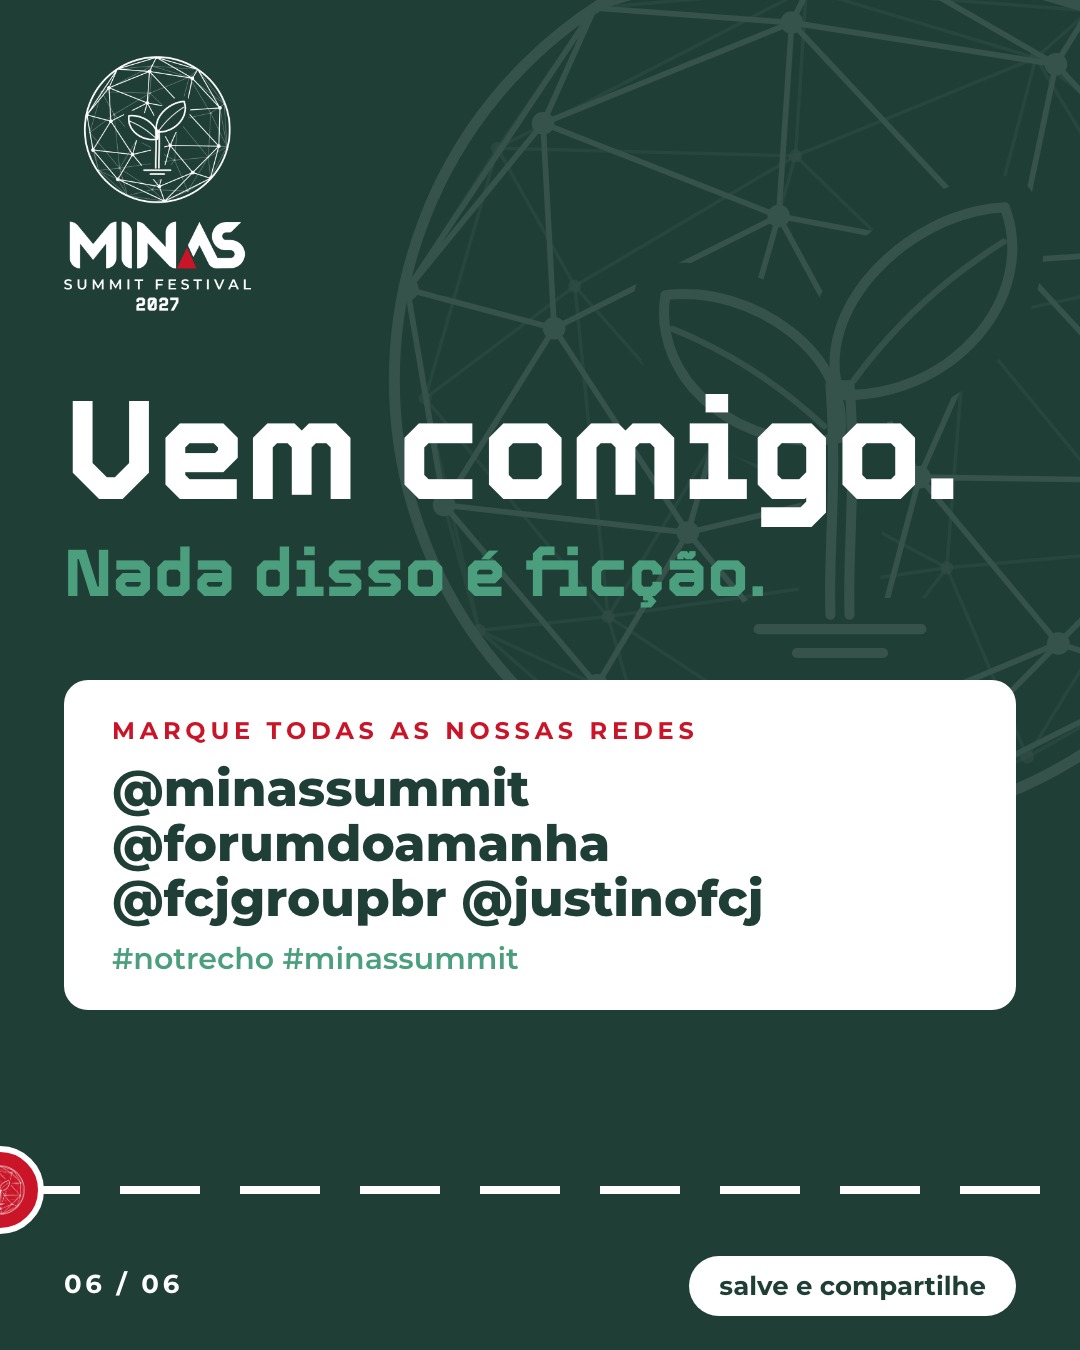 MINAS
SUMMIT FESTIVAL
2027
Vem comigo.
Nada disso é ficção.
MARQUE TODAS AS NOSSAS REDES
@minassummit
@forumdoamanha
@fcjgroupbr @justinofcj
#notrecho #minassummit
06 / 06
salve e compartilhe